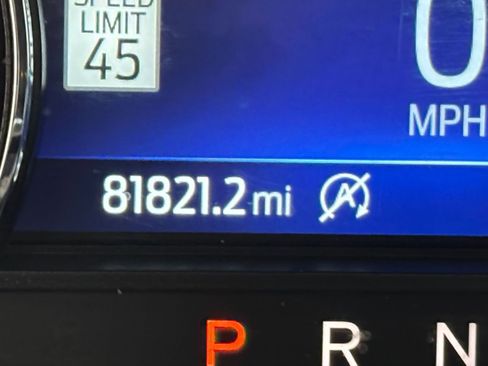 SPEED
LIMIT
45
0
MPH
81821.2 mi
A
P R N